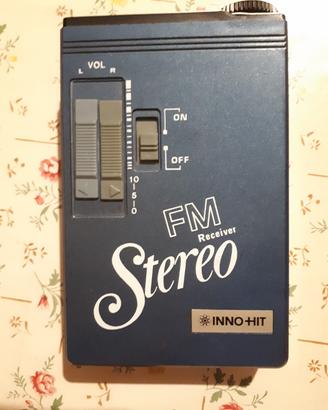 VOL
L R
ON
OFF
10
5
0
FM
Receiver
Stereo
INNO-HIT